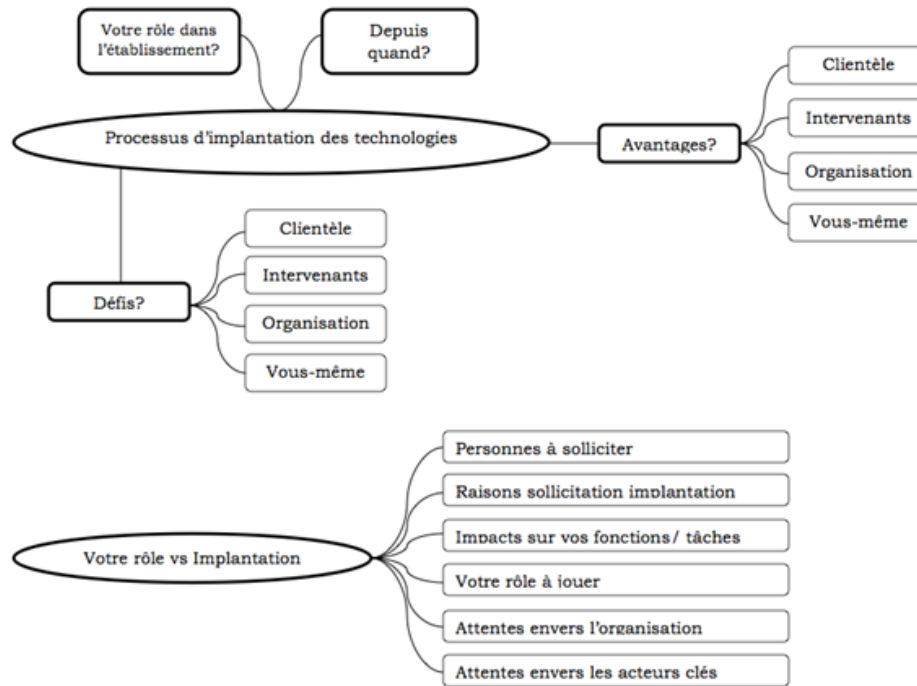 Votre rôle dans
l'établissement?
Depuis
quand?
Processus d'implantation des technologies
Avantages?
Clientèle
Intervenants
Organisation
Vous-même
Défis?
Clientèle
Intervenants
Organisation
Vous-même
Votre rôle vs Implantation
Personnes à solliciter
Raisons sollicitation implantation
Impacts sur vos fonctions/ tâches
Votre rôle à jouer
Attentes envers l'organisation
Attentes envers les acteurs clés